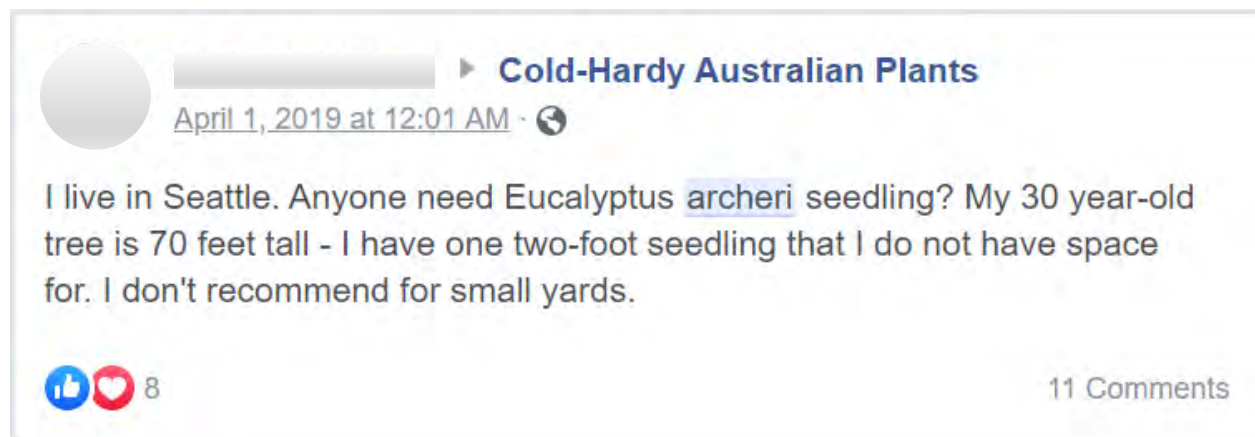 Cold-Hardy Australian Plants
April 1, 2019 at 12:01 AM ·
I live in Seattle. Anyone need Eucalyptus archeri seedling? My 30 year-old
tree is 70 feet tall - I have one two-foot seedling that I do not have space
for. I don't recommend for small yards.
8 11 Comments